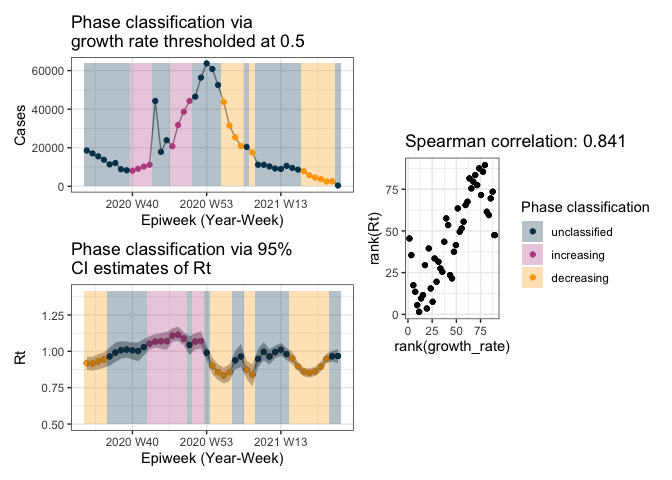 Phase classification via
growth rate thresholded at 0.5
60000
40000
20000
0
Cases
2020 W40
2020 W53
2021 W13
Epiweek (Year-Week)
Phase classification via 95%
CI estimates of Rt
1.25
1.00
0.75
0.50
Rt
2020 W40
2020 W53
2021 W13
Epiweek (Year-Week)
Spearman correlation: 0.841
75
50
25
0
rank(Rt)
0
25
50
75
rank(growth_rate)
Phase classification
unclassified
increasing
decreasing